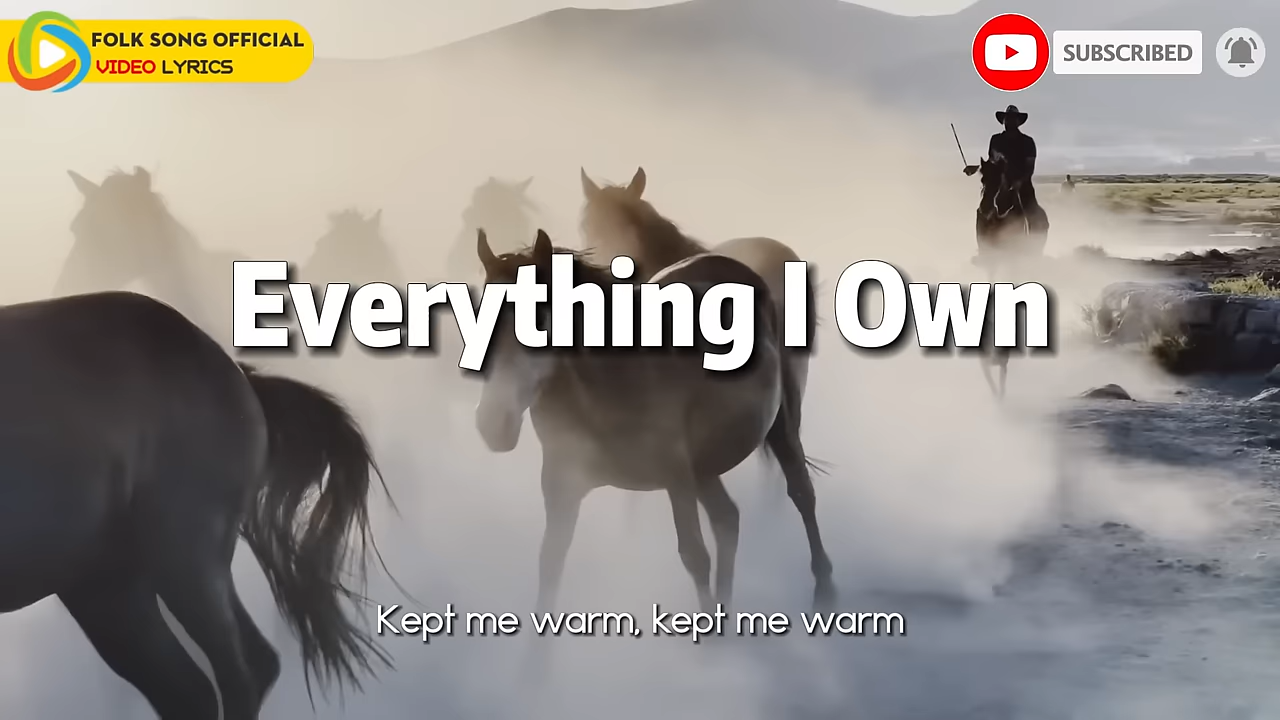 FOLK SONG OFFICIAL
VIDEO LYRICS
SUBSCRIBED
Everything I Own
Kept me warm, kept me warm